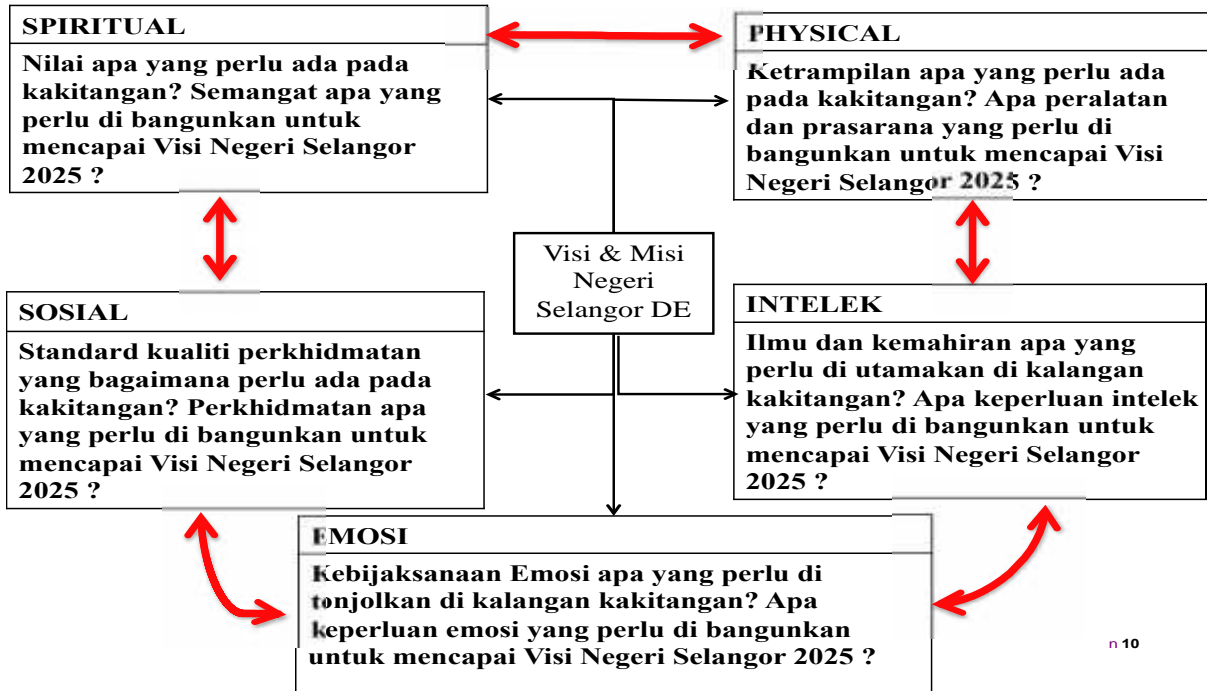 SPIRITUAL
Nilai apa yang perlu ada pada
kakitangan? Semangat apa yang
perlu di bangunkan untuk
mencapai Visi Negeri Selangor
2025 ?
PHYSICAL
Ketrampilan apa yang perlu ada
pada kakitangan? Apa peralatan
dan prasarana yang perlu di
bangunkan untuk mencapai Visi
Negeri Selangor 2025 ?
Visi & Misi
Negeri
Selangor DE
SOSIAL
Standard kualiti perkhidmatan
yang bagaimana perlu ada pada
kakitangan? Perkhidmatan apa
yang perlu di bangunkan untuk
mencapai Visi Negeri Selangor
2025 ?
INTELEK
Ilmu dan kemahiran apa yang
perlu di utamakan di kalangan
kakitangan? Apa keperluan intelek
yang perlu di bangunkan untuk
mencapai Visi Negeri Selangor
2025 ?
EMOSI
Kebijaksanaan Emosi apa yang perlu di
tonjolkan di kalangan kakitangan? Apa
keperluan emosi yang perlu di bangunkan
untuk mencapai Visi Negeri Selangor 2025 ?
n 10